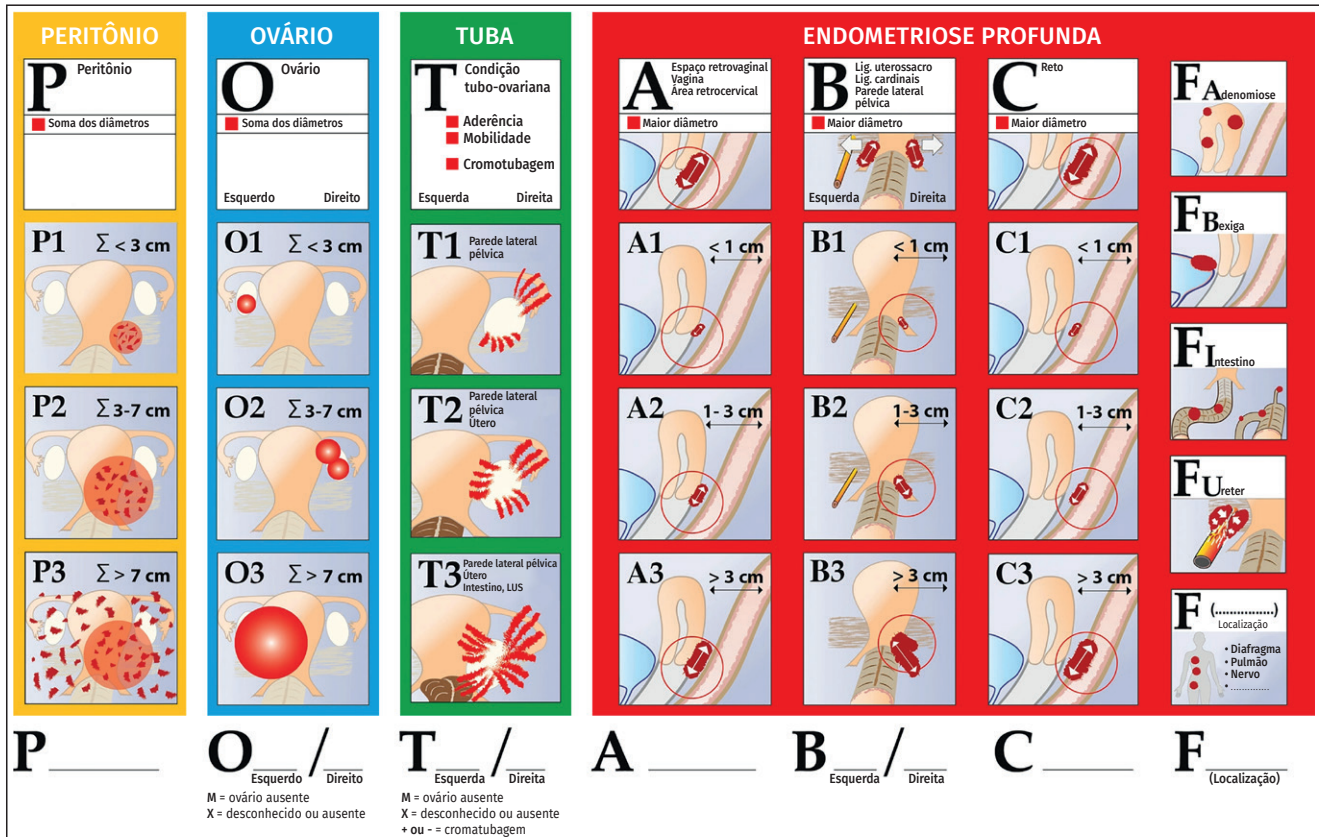 PERITÔNIO
P Peritônio
Soma dos diâmetros
P1 ∑ < 3 cm
P2 ∑ 3-7 cm
P3 ∑ > 7 cm
P
OVÁRIO
O Ovário
Soma dos diâmetros
Esquerdo Direito
O1 ∑ < 3 cm
O2 ∑ 3-7 cm
O3 ∑ > 7 cm
O / 
Esquerdo Direito
M = ovário ausente
X = desconhecido ou ausente
TUBA
T Condição
tubo-ovariana
Aderência
Mobilidade
Cromotubagem
Esquerda Direita
T1 Parede lateral
pélvica
T2 Parede lateral
pélvica
Útero
T3 Parede lateral pélvica
Útero
Intestino, LUS
T / 
Esquerda Direita
M = ovário ausente
X = desconhecido ou ausente
+ ou - = cromatubagem
ENDOMETRIOSE PROFUNDA
A Espaço retrovaginal
Vagina
Área retrocervical
Maior diâmetro
A1 < 1 cm
A2 1- 3 cm
A3 > 3 cm
A
B Lig. uterossacro
Lig. cardinais
Parede lateral
pélvica
Maior diâmetro
Esquerda Direita
B1 < 1 cm
B2 1-3 cm
B3 > 3 cm
B / 
Esquerda Direita
C Reto
Maior diâmetro
C1 < 1 cm
C2 1-3 cm
C3 > 3 cm
C
F Adenomiose
F Bexiga
F Intestino
F Ureter
F (...............)
Localização
• Diafragma
• Pulmão
• Nervo
• ..............
F
(Localização)